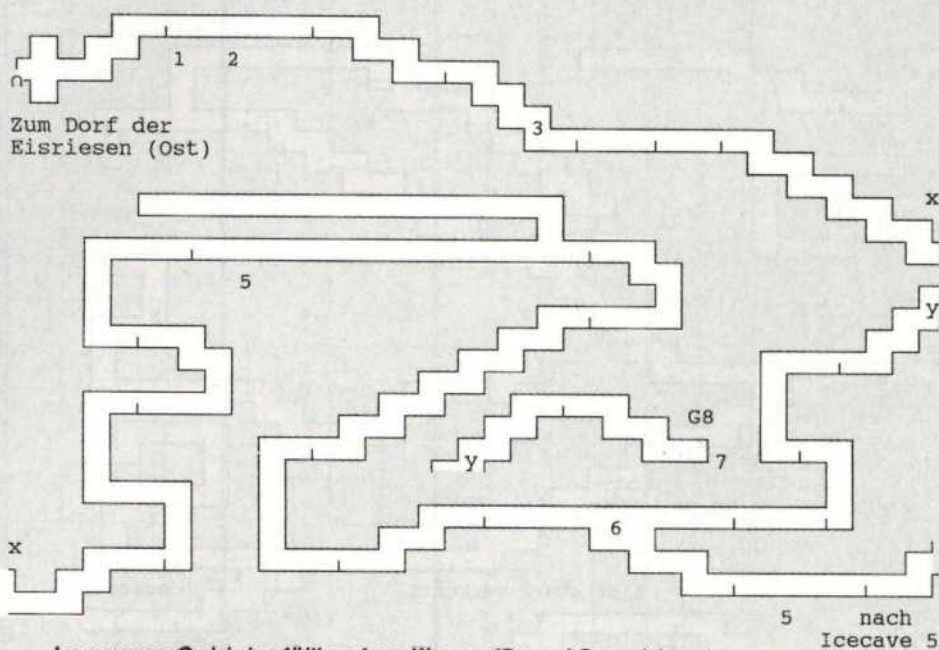 1 2
∩
Zum Dorf der
Eisriesen (Ost)
3
x
5
y
G8
y
7
x
6
5 nach
Icecave 5